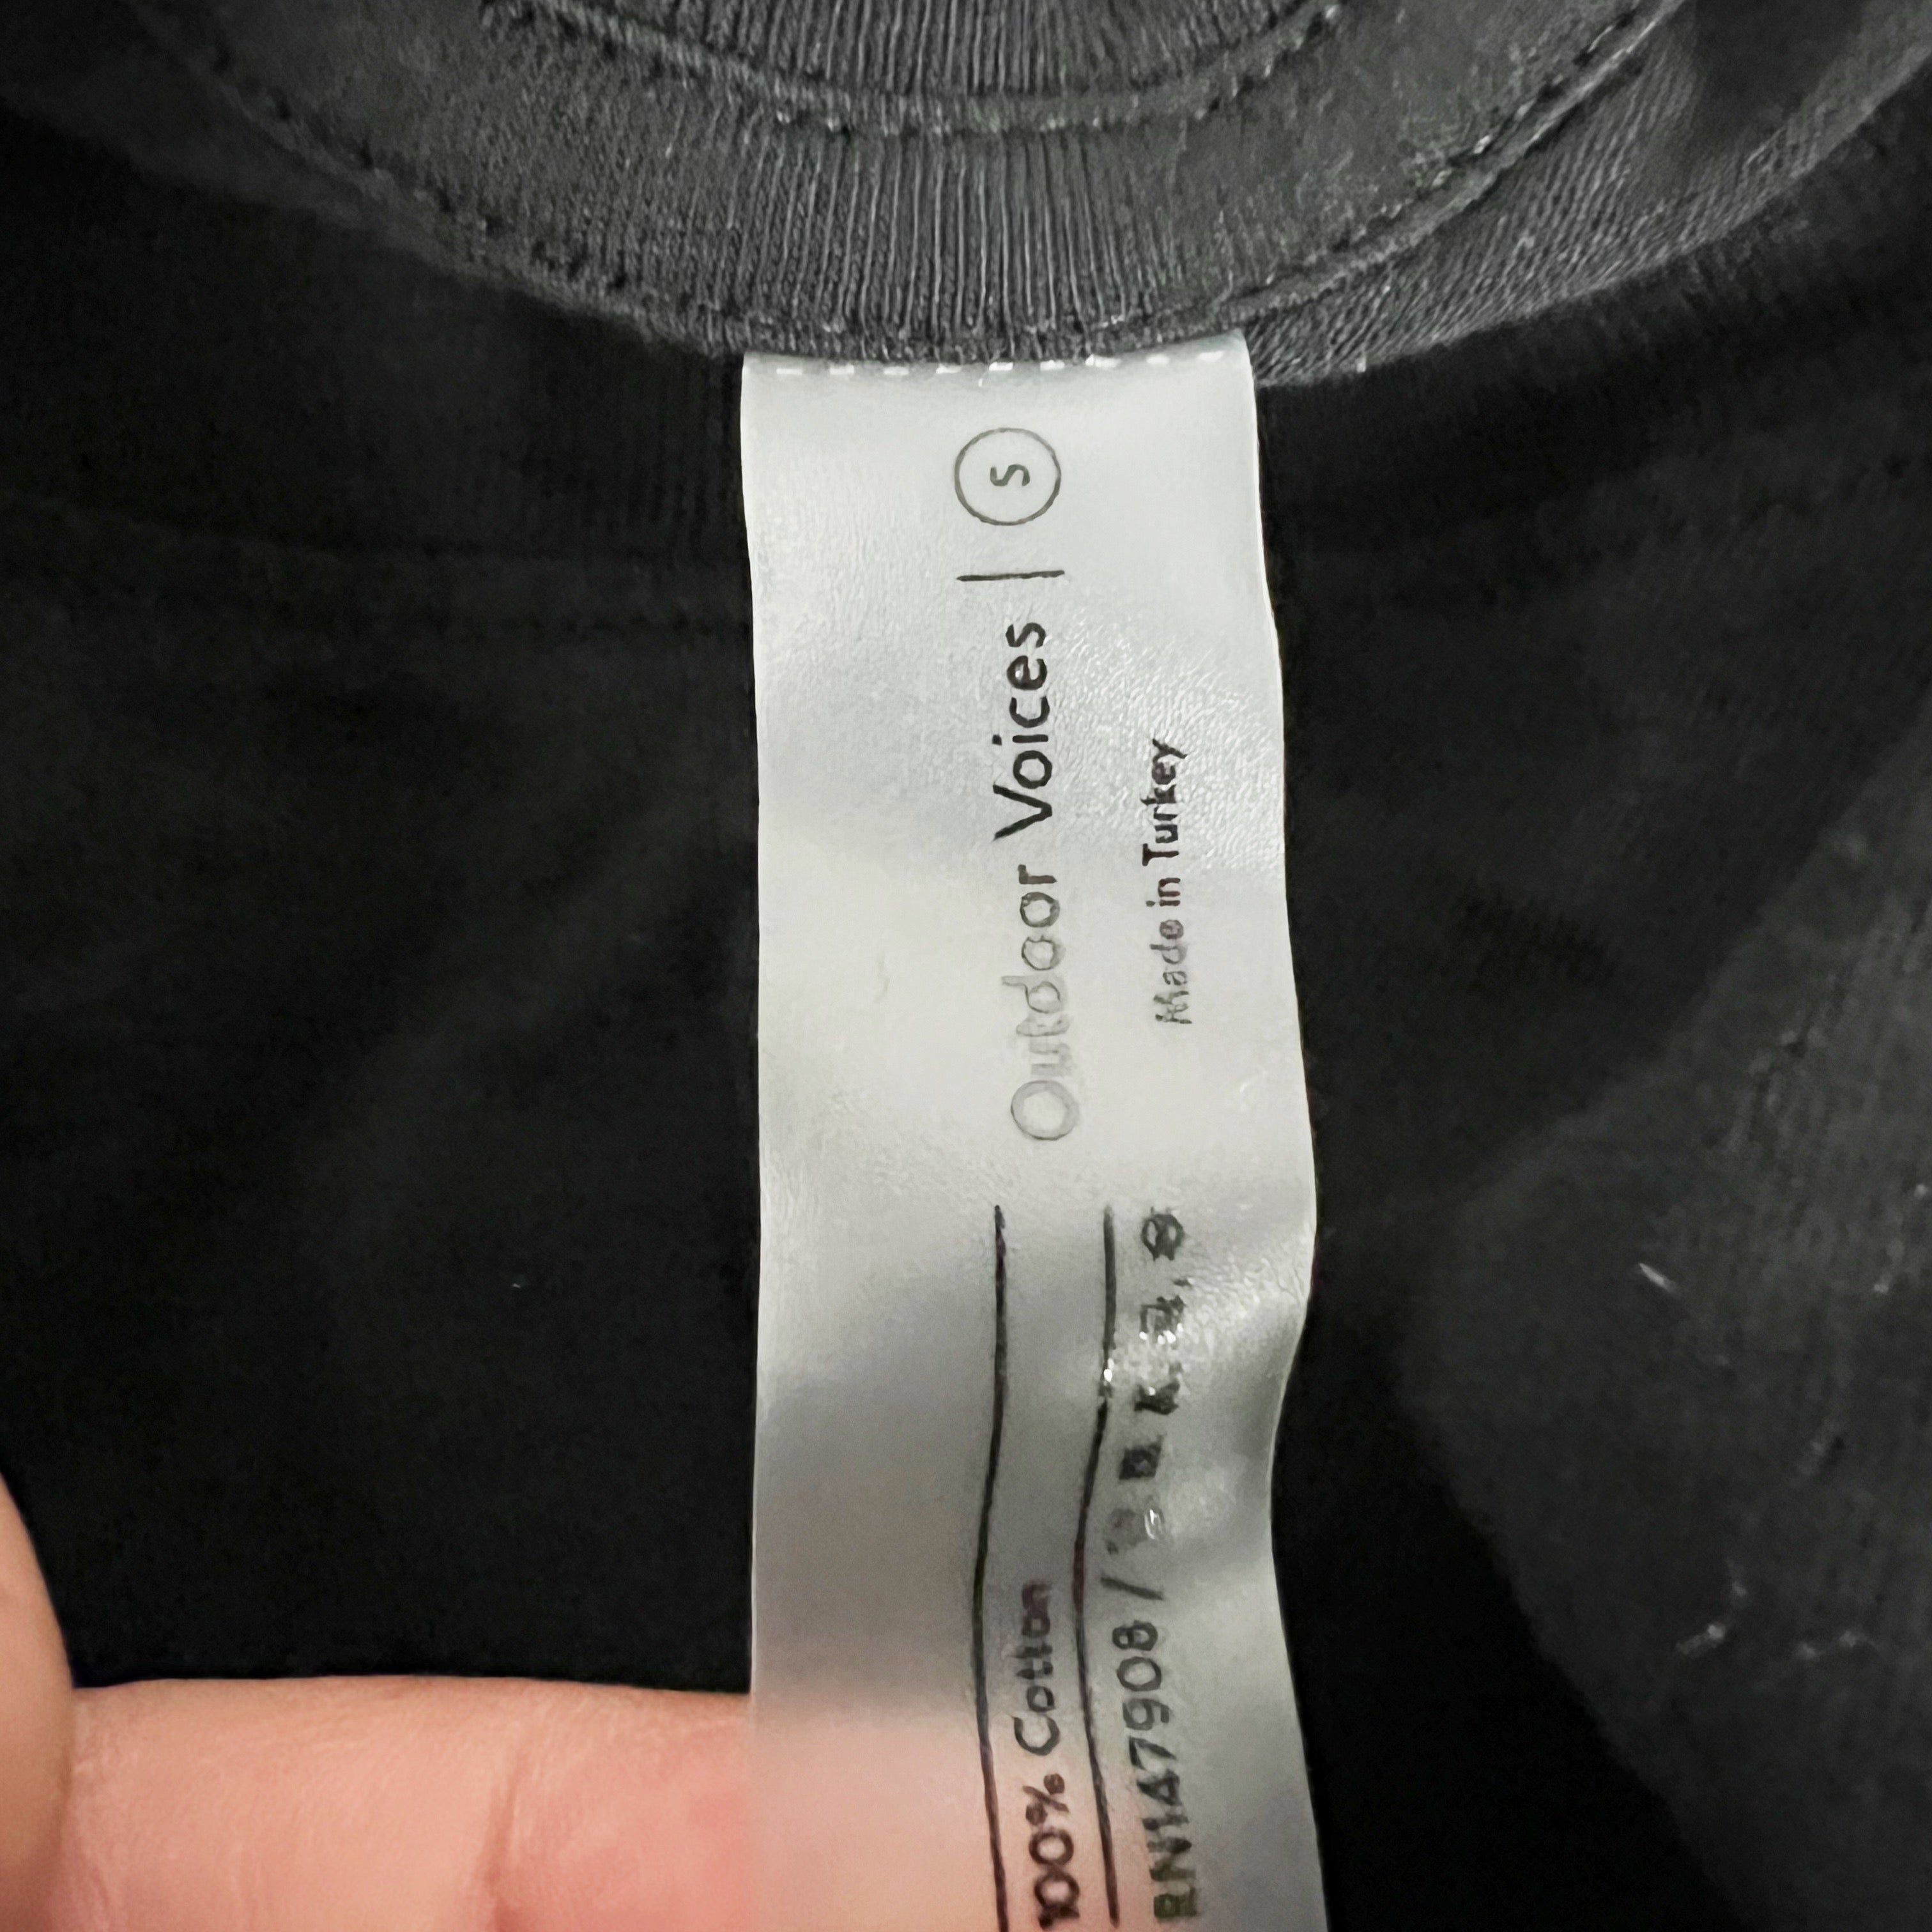 Outdoor Voices | S
Made in Turkey
100% Cotton
RN147908 /